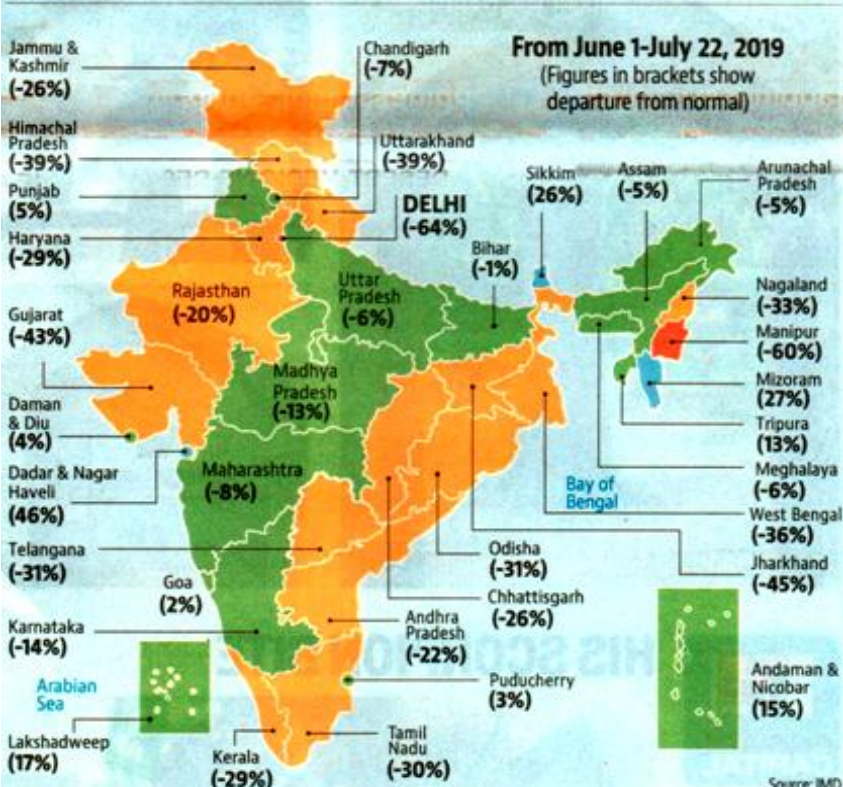 From June 1-July 22, 2019
(Figures in brackets show
departure from normal)
Jammu &
Kashmir
(-26%)
Himachal
Pradesh
(-39%)
Punjab
(5%)
Haryana
(-29%)
Gujarat
(-43%)
Daman
& Diu
(4%)
Dadar & Nagar
Haveli
(46%)
Telangana
(-31%)
Goa
(2%)
Karnataka
(-14%)
Arabian
Sea
Lakshadweep
(17%)
Kerala
(-29%)
Chandigarh
(-7%)
Uttarakhand
(-39%)
DELHI
(-64%)
Rajasthan
(-20%)
Uttar
Pradesh
(-6%)
Bihar
(-1%)
Madhya
Pradesh
(-13%)
Maharashtra
(-8%)
Sikkim
(26%)
Assam
(-5%)
Arunachal
Pradesh
(-5%)
Nagaland
(-33%)
Manipur
(-60%)
Mizoram
(27%)
Tripura
(13%)
Meghalaya
(-6%)
West Bengal
(-36%)
Jharkhand
(-45%)
Bay of
Bengal
Odisha
(-31%)
Chhattisgarh
(-26%)
Andhra
Pradesh
(-22%)
Puducherry
(3%)
Tamil
Nadu
(-30%)
Andaman &
Nicobar
(15%)
Source: IMD